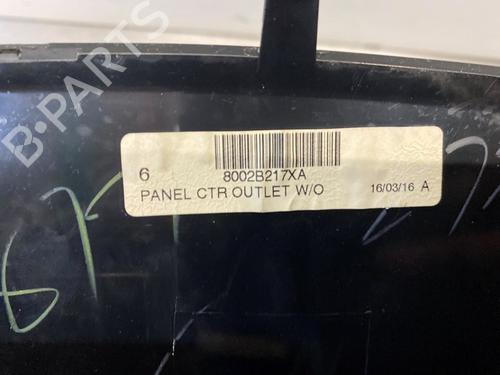 B-PARTS
6 8002B217XA
PANEL CTR OUTLET W/O 16/03/16 A